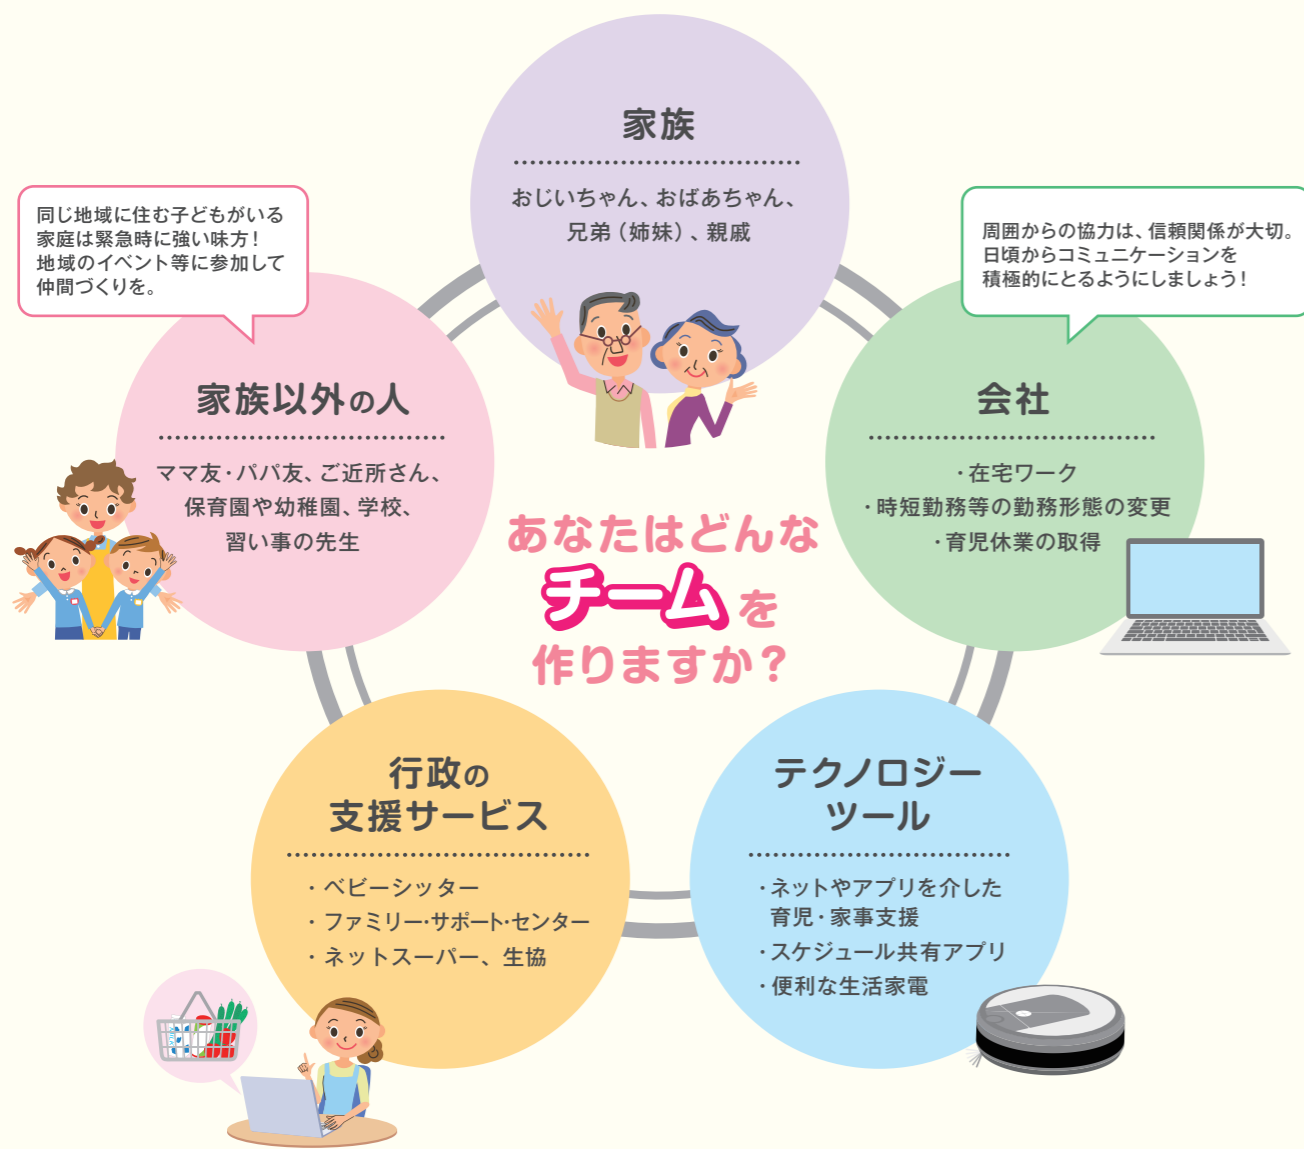 家族
おじいちゃん、おばあちゃん、
兄弟（姉妹）、親戚
同じ地域に住む子どもがいる
家庭は緊急時に強い味方！
地域のイベント等に参加して
仲間づくりを。
家族以外の人
ママ友・パパ友、ご近所さん、
保育園や幼稚園、学校、
習い事の先生
周囲からの協力は、信頼関係が大切。
日頃からコミュニケーションを
積極的にとるようにしましょう！
会社
・在宅ワーク
・時短勤務等の勤務形態の変更
・育児休業の取得
あなたはどんな
チームを
作りますか？
行政の
支援サービス
・ベビーシッター
・ファミリー・サポート・センター
・ネットスーパー、生協
テクノロジー
ツール
・ネットやアプリを介した
育児・家事支援
・スケジュール共有アプリ
・便利な生活家電